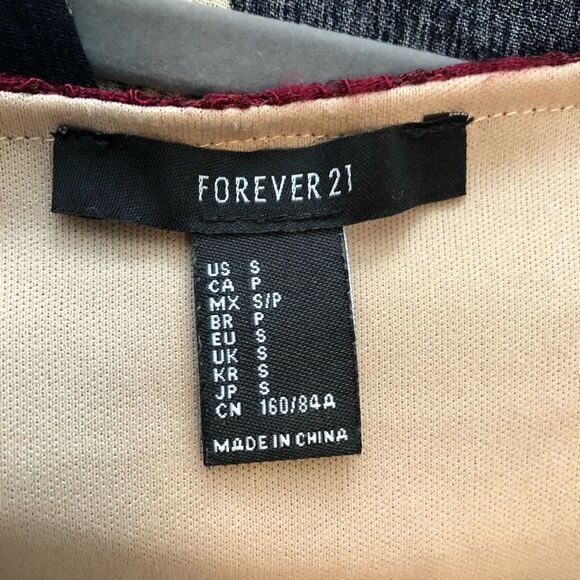 FOREVER 21
US S
CA P
MX S/P
BR P
EU S
UK S
KR S
JP S
CN 160/84A
MADE IN CHINA